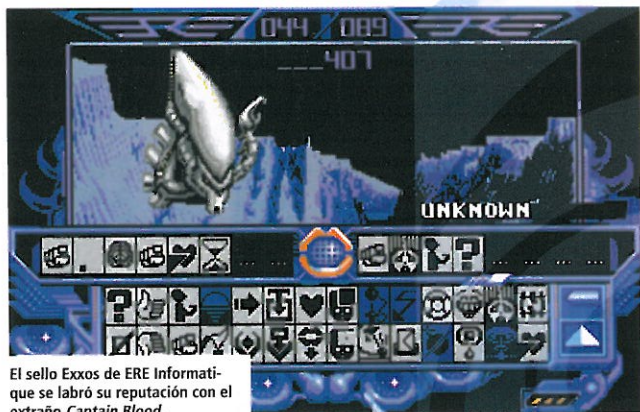 044 / 089
___407
UNKNOWN
El sello Exxos de ERE Informati-
que se labró su reputación con el
extraño Captain Blood